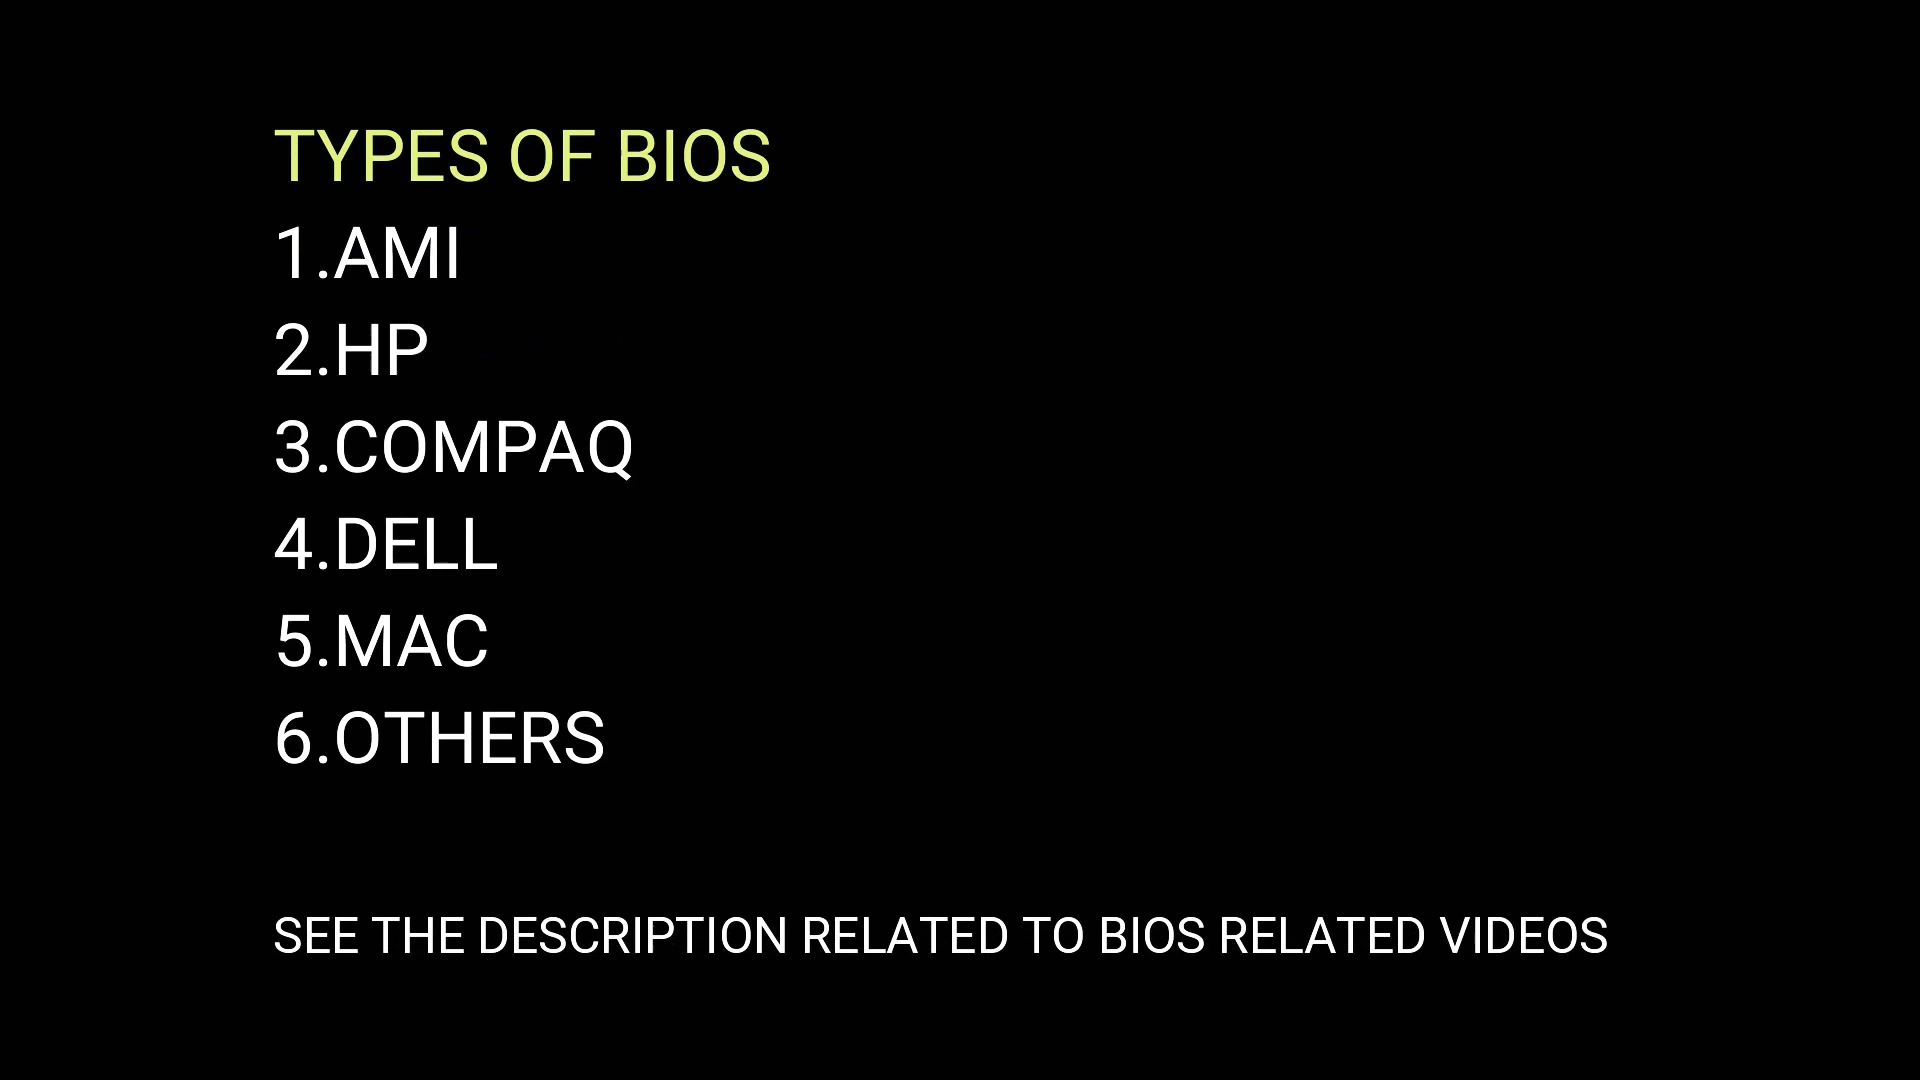 TYPES OF BIOS
1.AMI
2.HP
3.COMPAQ
4.DELL
5.MAC
6.OTHERS
SEE THE DESCRIPTION RELATED TO BIOS RELATED VIDEOS